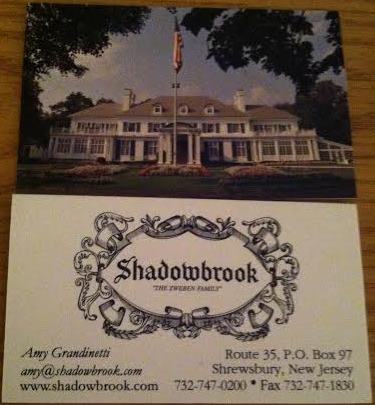 Shadowbrook
"THE ZWEBEN FAMILY"
Amy Grandinetti
amy@shadowbrook.com
www.shadowbrook.com
Route 35, P.O. Box 97
Shrewsbury, New Jersey
732-747-0200 * Fax 732-747-1830